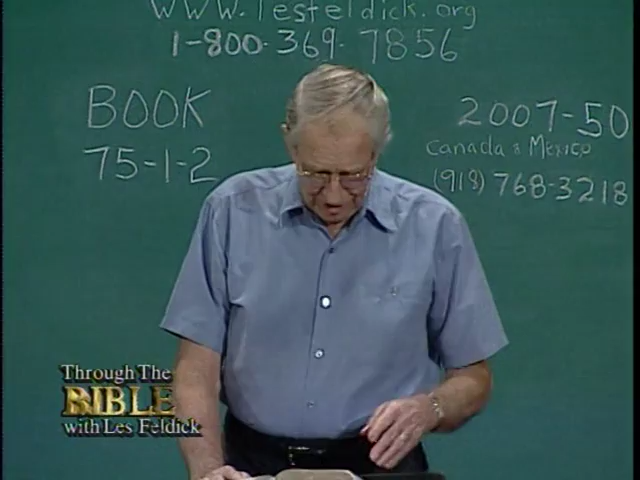 www.lesfeldick.org
1-800-369-7856
BOOK
75-1-2
2007-50
Canada & Mexico
(918) 768-3218
Through The
BIBLE
with Les Feldick